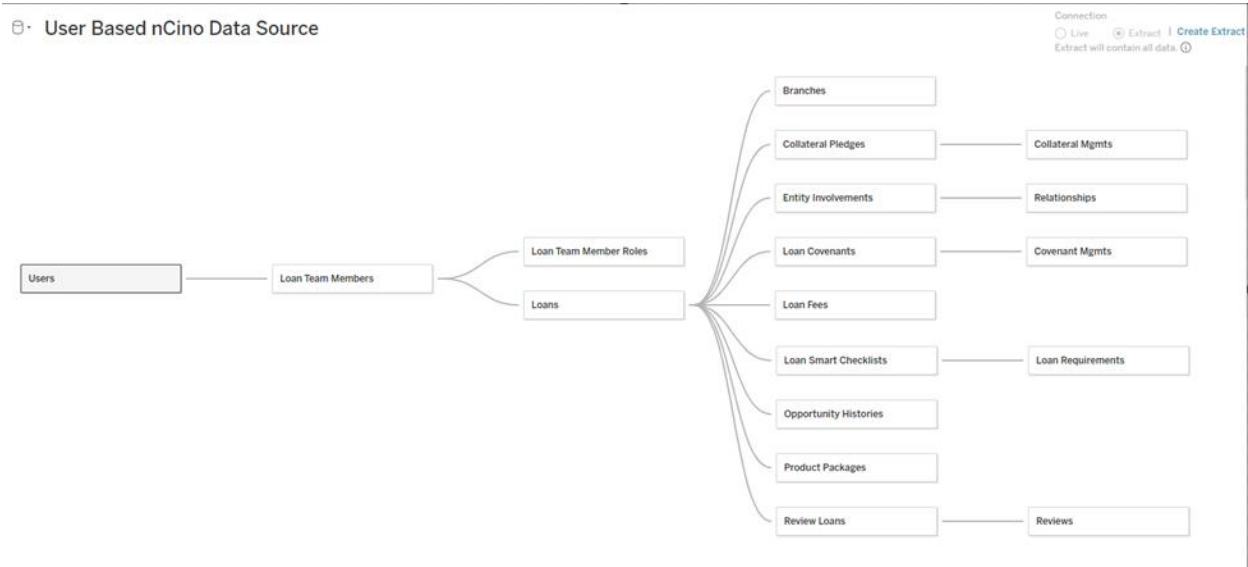 User Based nCino Data Source
Connection
Live Extract | Create Extract
Extract will contain all data.
Branches
Collateral Pledges Collateral Mgmts
Entity Involvements Relationships
Loan Team Member Roles Loan Covenants Covenant Mgmts
Users Loan Team Members
Loans Loan Fees
Loan Smart Checklists Loan Requirements
Opportunity Histories
Product Packages
Review Loans Reviews